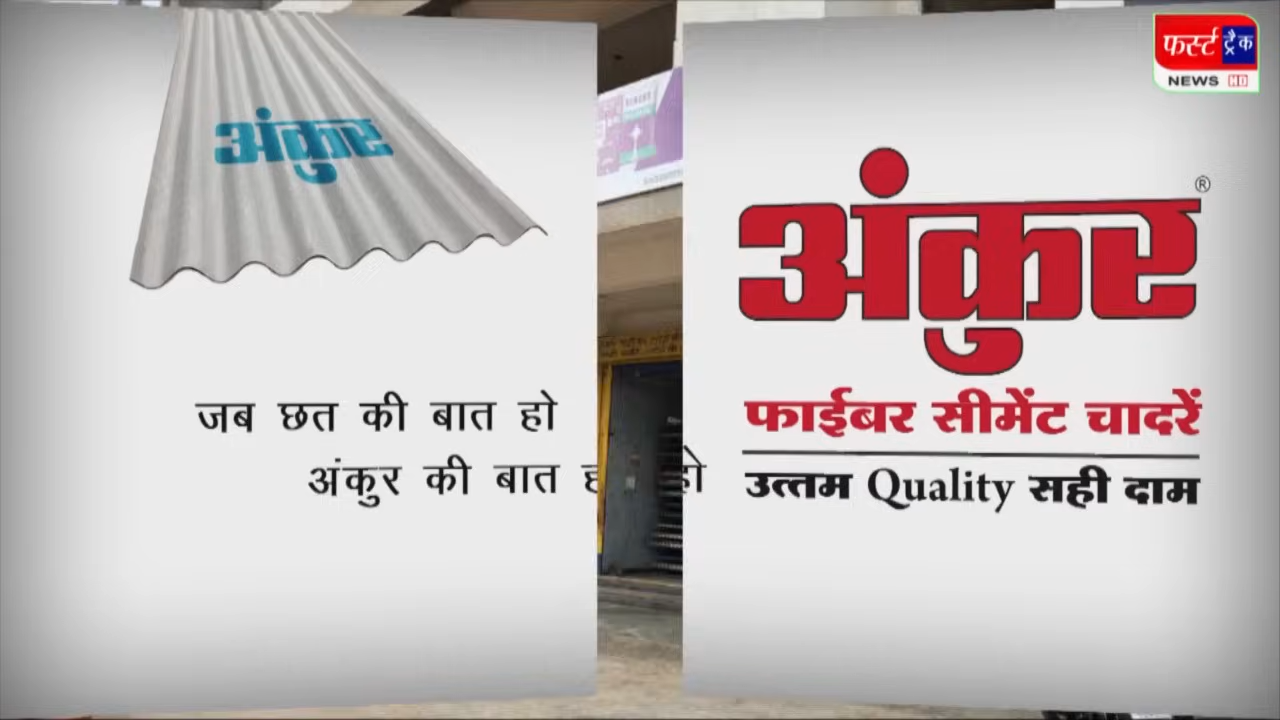 अंकुर
जब छत की बात हो
अंकुर की बात हो
फर्स्ट ट्रैक
NEWS HD
अंकुर ®
फाईबर सीमेंट चादरें
उत्तम Quality सही दाम